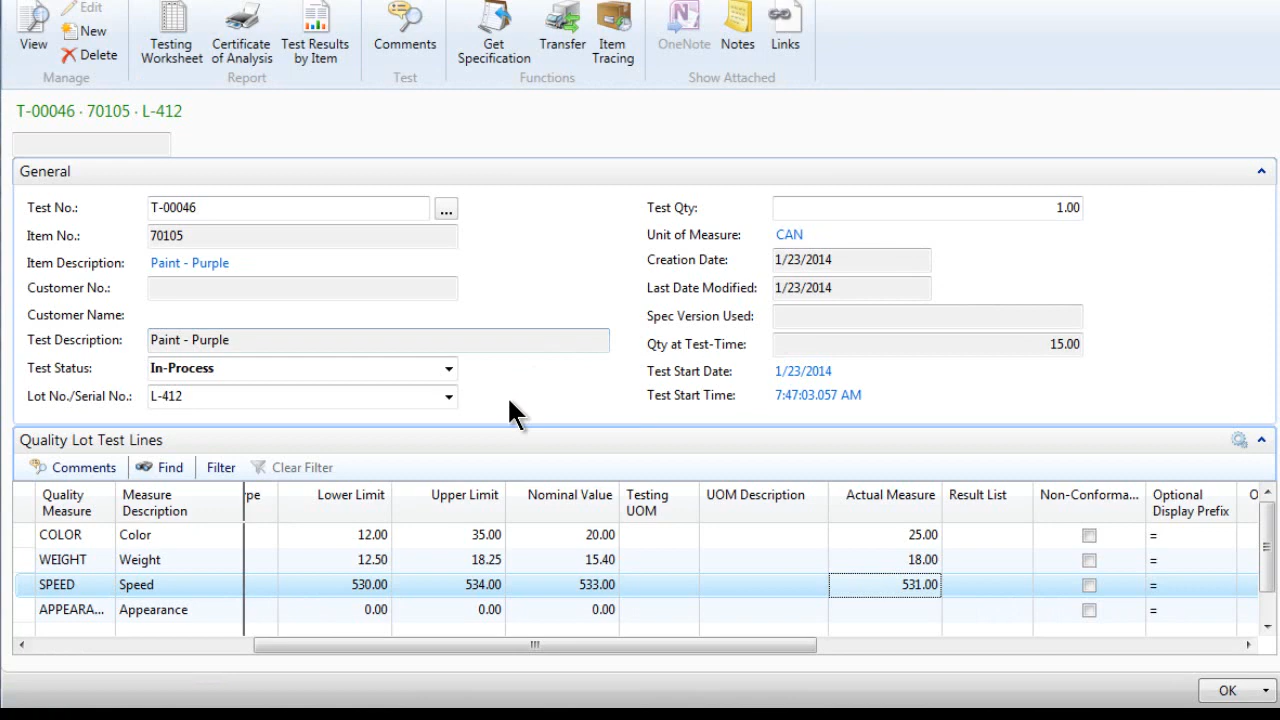 View
Edit
New
Delete
Manage
Testing Worksheet
Certificate of Analysis
Test Results by Item
Report
Comments
Test
Get Specification
Transfer
Item Tracing
Functions
OneNote
Notes
Links
Show Attached
T-00046 · 70105 · L-412
General
Test No.: T-00046 ...
Item No.: 70105
Item Description: Paint - Purple
Customer No.:
Customer Name:
Test Description: Paint - Purple
Test Status: In-Process
Lot No./Serial No.: L-412
Test Qty: 1.00
Unit of Measure: CAN
Creation Date: 1/23/2014
Last Date Modified: 1/23/2014
Spec Version Used:
Qty at Test-Time: 15.00
Test Start Date: 1/23/2014
Test Start Time: 7:47:03.057 AM
Quality Lot Test Lines
Comments Find Filter Clear Filter
Quality Measure Measure Description ype Lower Limit Upper Limit Nominal Value Testing UOM UOM Description Actual Measure Result List Non-Conforma... Optional Display Prefix O
COLOR Color 12.00 35.00 20.00 25.00 =
WEIGHT Weight 12.50 18.25 15.40 18.00 =
SPEED Speed 530.00 534.00 533.00 531.00 =
APPEARA... Appearance 0.00 0.00 0.00 =
OK